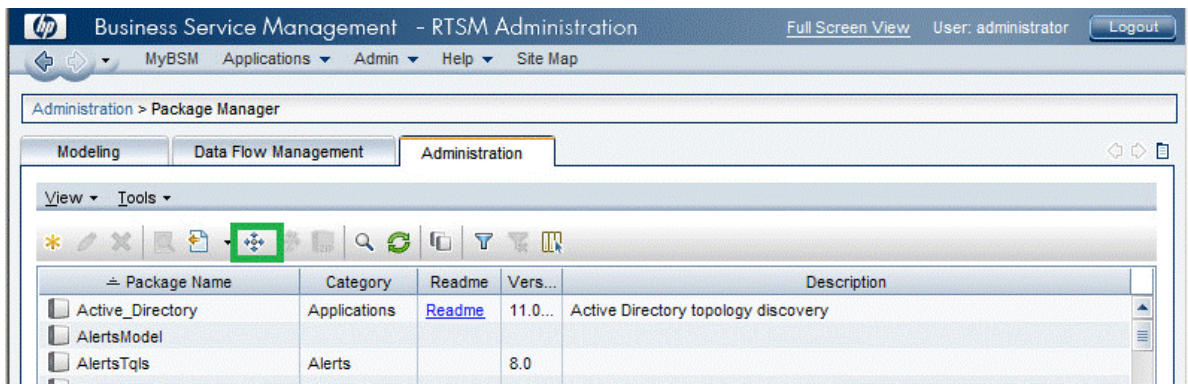 hp Business Service Management - RTSM Administration Full Screen View User: administrator Logout
MyBSM Applications Admin Help Site Map
Administration > Package Manager
Modeling Data Flow Management Administration
View Tools
Package Name Category Readme Vers... Description
Active_Directory Applications Readme 11.0... Active Directory topology discovery
AlertsModel
AlertsTqls Alerts 8.0